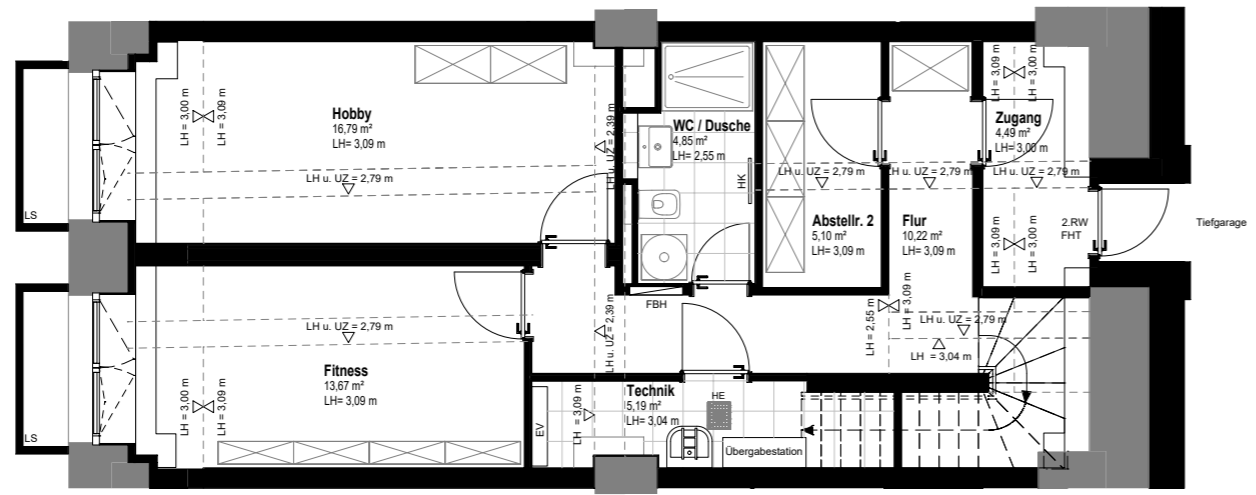 Hobby
16,79 m²
LH= 3,09 m
LH = 3,00 m
LH = 3,09 m
LH u. UZ = 2,79 m
LH u. UZ = 2,39 m
LS
WC / Dusche
4,85 m²
LH= 2,55 m
HK
FBH
LH u. UZ = 2,79 m
Abstellr. 2
5,10 m²
LH= 3,09 m
LH u. UZ = 2,79 m
Flur
10,22 m²
LH= 3,09 m
LH = 3,09 m
LH = 3,00 m
Zugang
4,49 m²
LH= 3,00 m
LH u. UZ = 2,79 m
LH = 3,09 m
LH = 3,00 m
2.RW
FHT
Tiefgarage
LH u. UZ = 2,79 m
Fitness
13,67 m²
LH= 3,09 m
LH = 3,00 m
LH = 3,09 m
LS
LH u. UZ = 2,39 m
LH = 2,55 m
LH = 3,09 m
LH u. UZ = 2,79 m
LH = 3,04 m
EV
LH = 3,09 m
Technik
5,19 m²
LH= 3,04 m
HE
Übergabestation